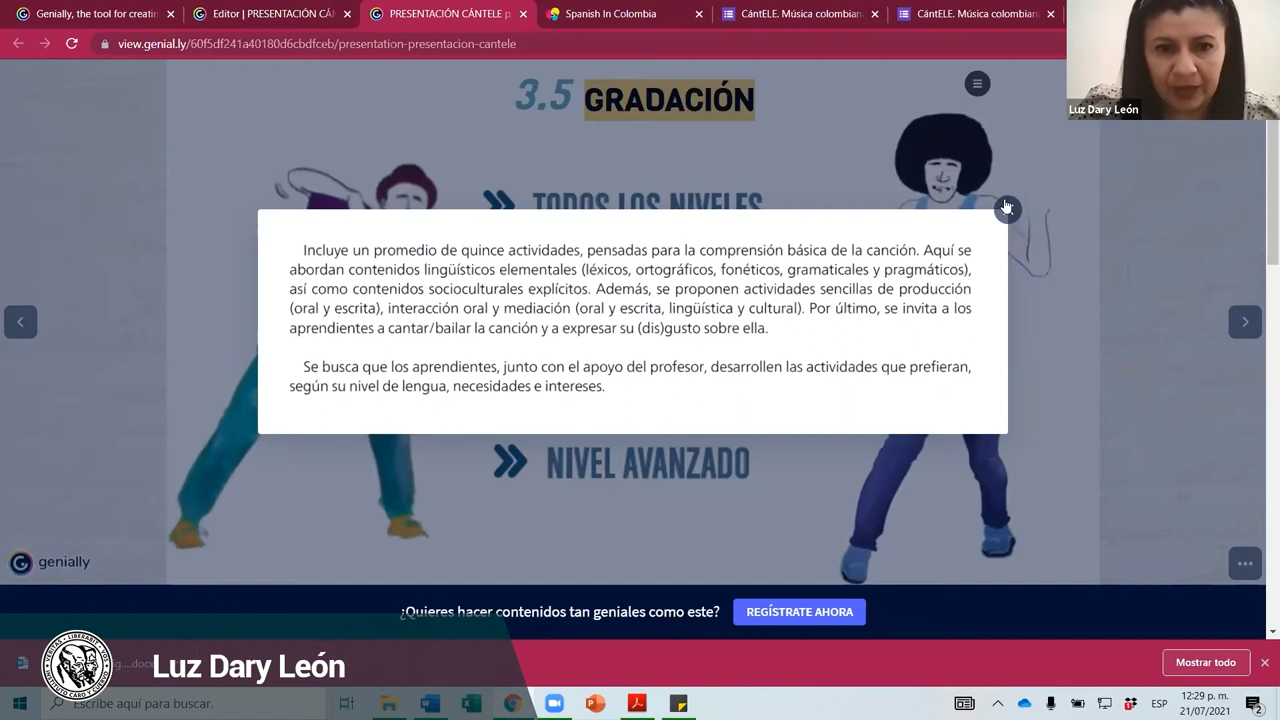 Genially, the tool for creatin
Editor | PRESENTACIÓN CÁN
PRESENTACIÓN CÁNTELE p
Spanish In Colombia
CántELE. Música colombian
CántELE. Música colombian
view.genial.ly/60f5df241a40180d6cbdfceb/presentation-presentacion-cantele
Luz Dary León
3.5 GRADACIÓN
TODOS LOS NIVELES
Incluye un promedio de quince actividades, pensadas para la comprensión básica de la canción. Aquí se
abordan contenidos lingüísticos elementales (léxicos, ortográficos, fonéticos, gramaticales y pragmáticos),
así como contenidos socioculturales explícitos. Además, se proponen actividades sencillas de producción
(oral y escrita), interacción oral y mediación (oral y escrita, lingüística y cultural). Por último, se invita a los
aprendientes a cantar/bailar la canción y a expresar su (dis)gusto sobre ella.
Se busca que los aprendientes, junto con el apoyo del profesor, desarrollen las actividades que prefieran,
según su nivel de lengua, necesidades e intereses.
NIVEL AVANZADO
genially
¿Quieres hacer contenidos tan geniales como este?
REGÍSTRATE AHORA
Luz Dary León
ig....docx
Mostrar todo
Escribe aquí para buscar.
ESP
12:29 p. m.
21/07/2021
2